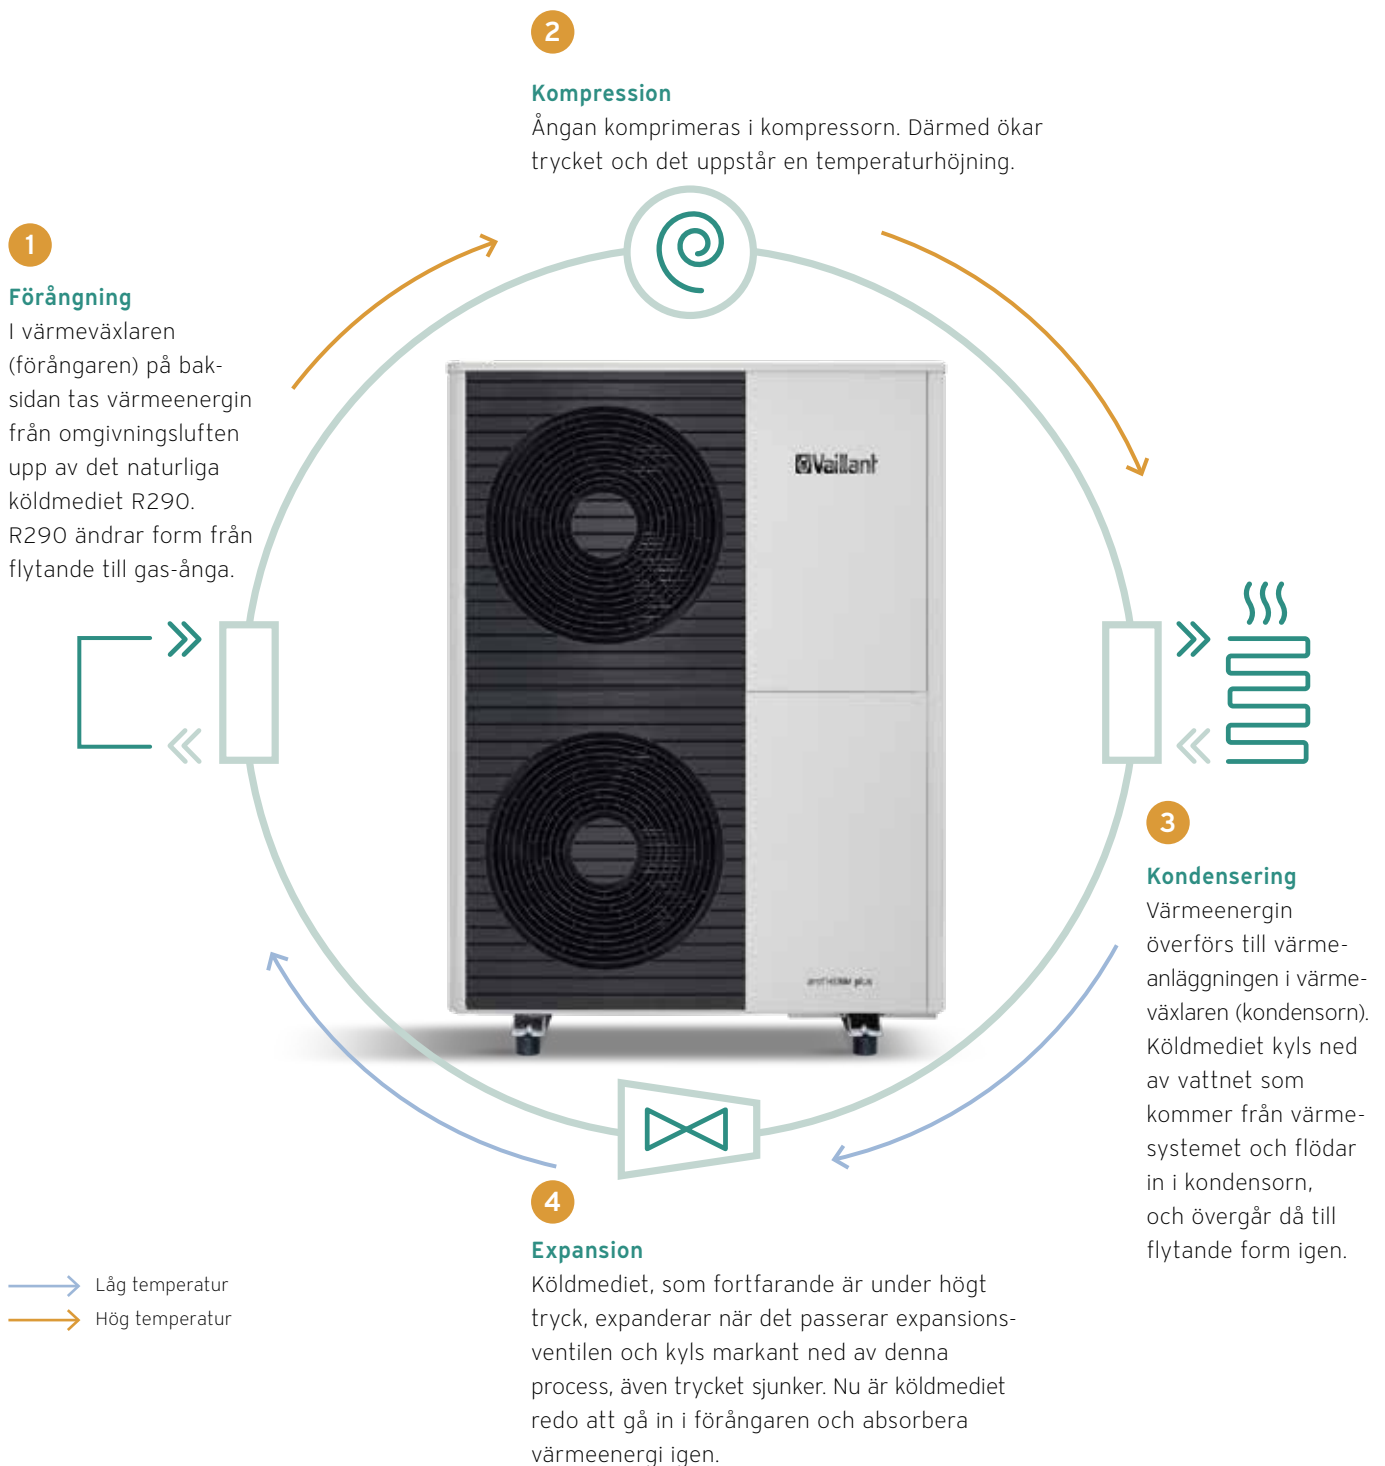 1
Förångning
I värmeväxlaren
(förångaren) på bak-
sidan tas värmeenergin
från omgivningsluften
upp av det naturliga
köldmediet R290.
R290 ändrar form från
flytande till gas-ånga.
2
Kompression
Ångan komprimeras i kompressorn. Därmed ökar
trycket och det uppstår en temperaturhöjning.
Vaillant
aroTHERM plus
3
Kondensering
Värmeenergin
överförs till värme-
anläggningen i värme-
växlaren (kondensorn).
Köldmediet kyls ned
av vattnet som
kommer från värme-
systemet och flödar
in i kondensorn,
och övergår då till
flytande form igen.
4
Expansion
Köldmediet, som fortfarande är under högt
tryck, expanderar när det passerar expansions-
ventilen och kyls markant ned av denna
process, även trycket sjunker. Nu är köldmediet
redo att gå in i förångaren och absorbera
värmeenergi igen.
Låg temperatur
Hög temperatur